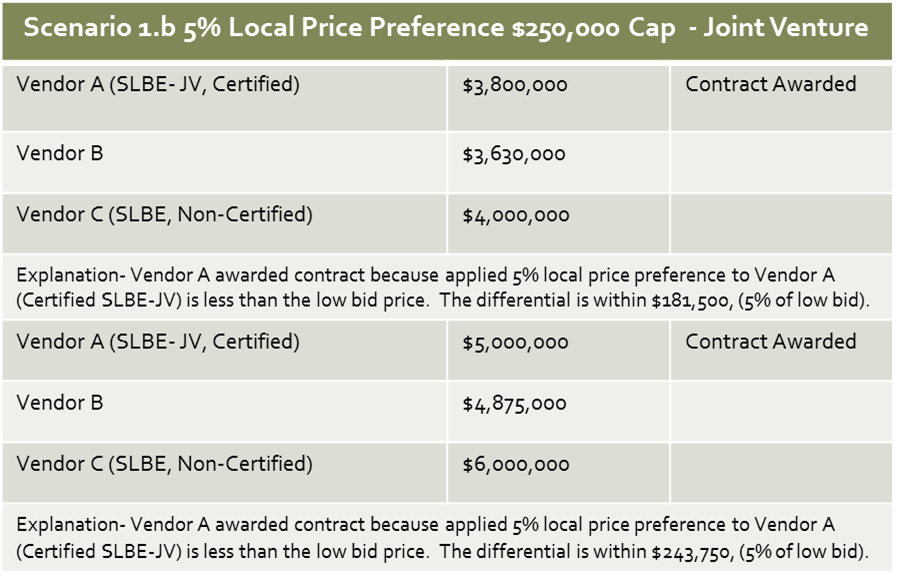 Scenario 1.b 5% Local Price Preference $250,000 Cap - Joint Venture
Vendor A (SLBE- JV, Certified) $3,800,000 Contract Awarded
Vendor B $3,630,000
Vendor C (SLBE, Non-Certified) $4,000,000
Explanation- Vendor A awarded contract because applied 5% local price preference to Vendor A
(Certified SLBE-JV) is less than the low bid price. The differential is within $181,500, (5% of low bid).
Vendor A (SLBE- JV, Certified) $5,000,000 Contract Awarded
Vendor B $4,875,000
Vendor C (SLBE, Non-Certified) $6,000,000
Explanation- Vendor A awarded contract because applied 5% local price preference to Vendor A
(Certified SLBE-JV) is less than the low bid price. The differential is within $243,750, (5% of low bid).